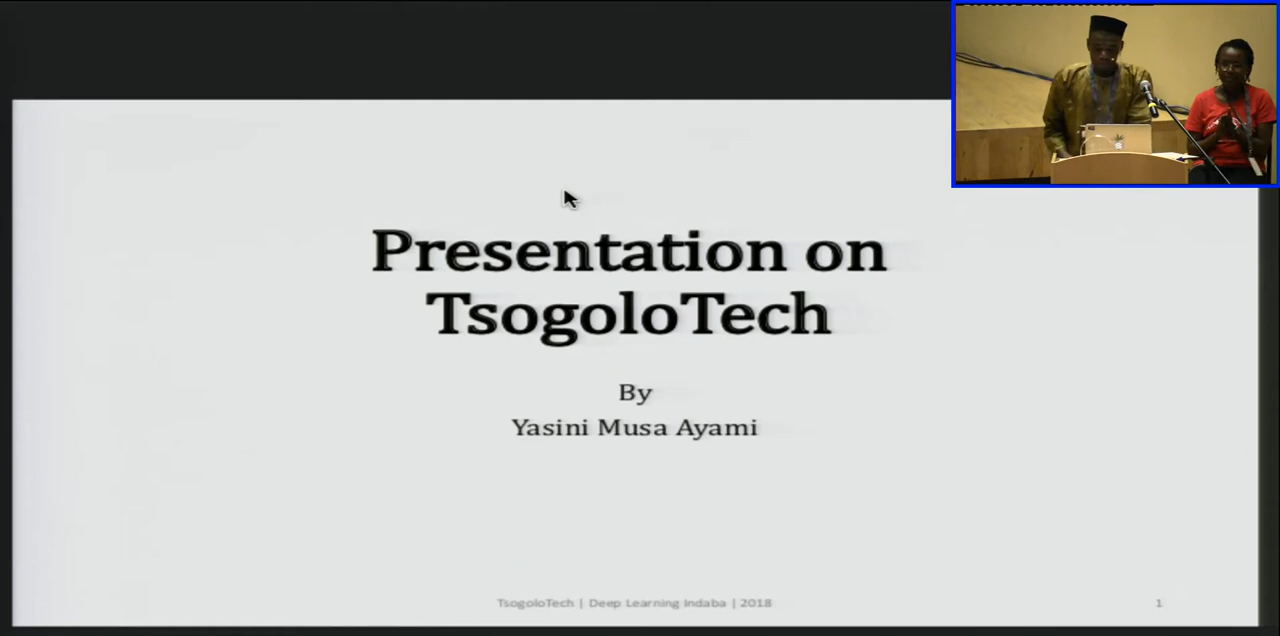 Presentation on
TsogoloTech
By
Yasini Musa Ayami
TsogoloTech | Deep Learning Indaba | 2018
1